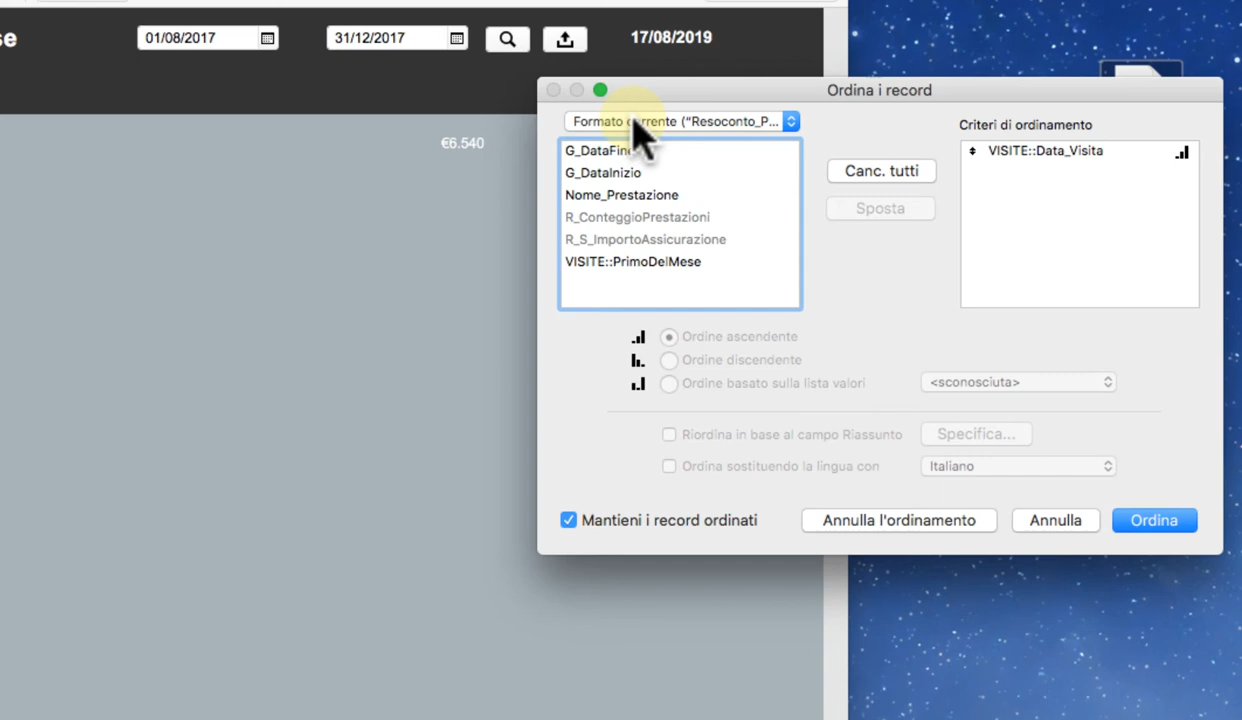 01/08/2017
31/12/2017
17/08/2019
€6.540
Ordina i record
Formato ("Resoconto_P...
Criteri di ordinamento
G_DataFine
G_DataInizio
Nome_Prestazione
R_ConteggioPrestazioni
R_S_ImportoAssicurazione
VISITE::PrimoDelMese
Canc. tutti
Sposta
VISITE::Data_Visita
Ordine ascendente
Ordine discendente
Ordine basato sulla lista valori
<sconosciuta>
Riordina in base al campo Riassunto
Specifica...
Ordina sostituendo la lingua con
Italiano
Mantieni i record ordinati
Annulla l'ordinamento
Annulla
Ordina